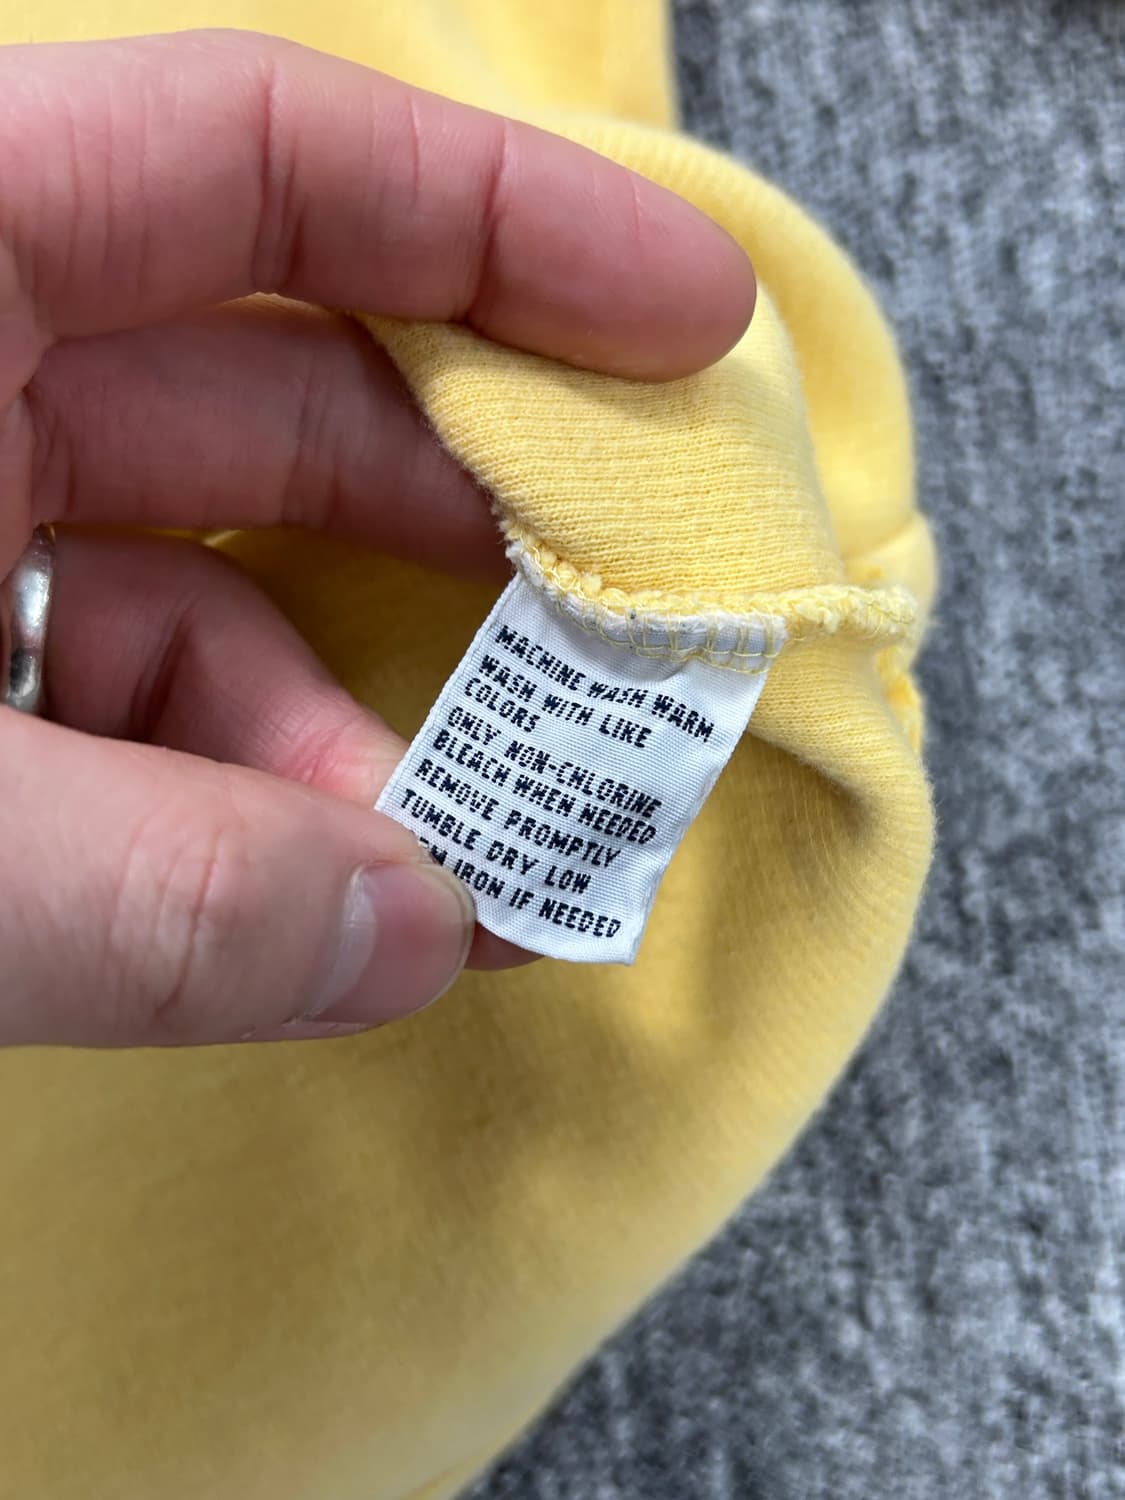 MACHINE WASH WARM
WASH WITH LIKE
COLORS
ONLY NON-CHLORINE
BLEACH WHEN NEEDED
REMOVE PROMPTLY
TUMBLE DRY LOW
IRON IF NEEDED